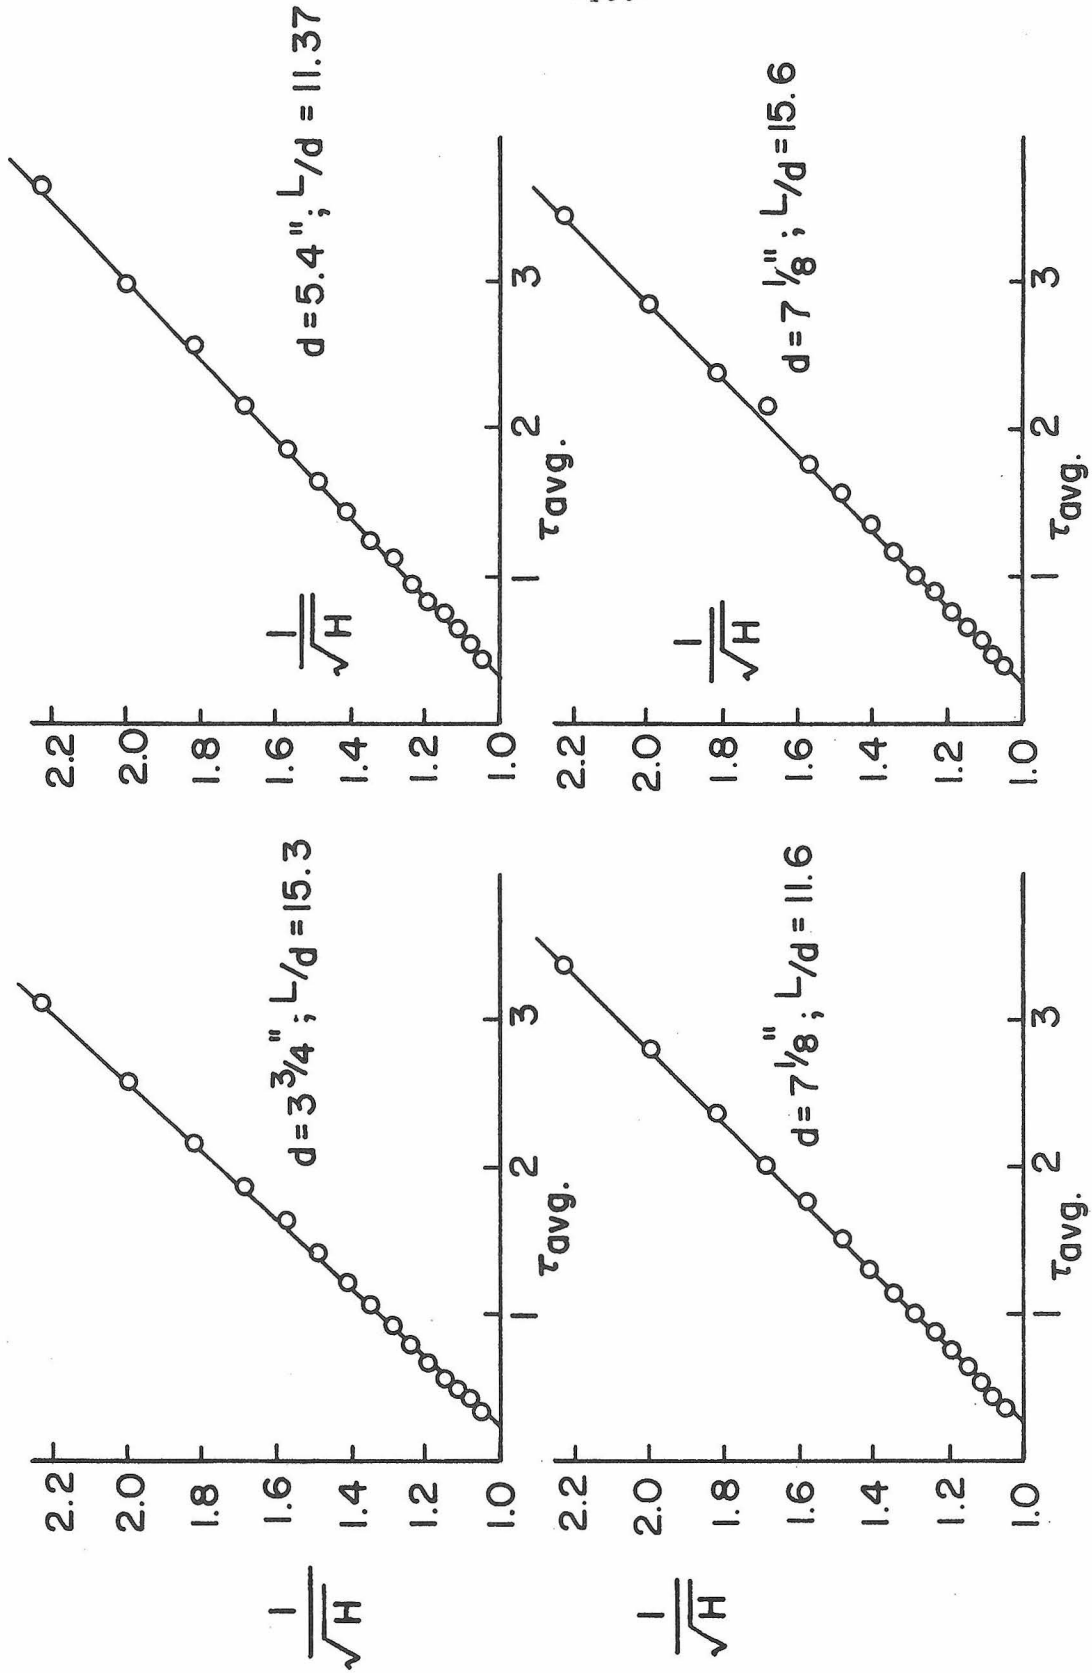 1/√H
2.2
2.0
1.8
1.6
1.4
1.2
1.0
d = 3 3/4"; L/d = 15.3
1 2 3
τavg.
1/√H
2.2
2.0
1.8
1.6
1.4
1.2
1.0
d = 5.4"; L/d = 11.37
1 2 3
τavg.
1/√H
2.2
2.0
1.8
1.6
1.4
1.2
1.0
d = 7 1/8"; L/d = 11.6
1 2 3
τavg.
1/√H
2.2
2.0
1.8
1.6
1.4
1.2
1.0
d = 7 1/8"; L/d = 15.6
1 2 3
τavg.